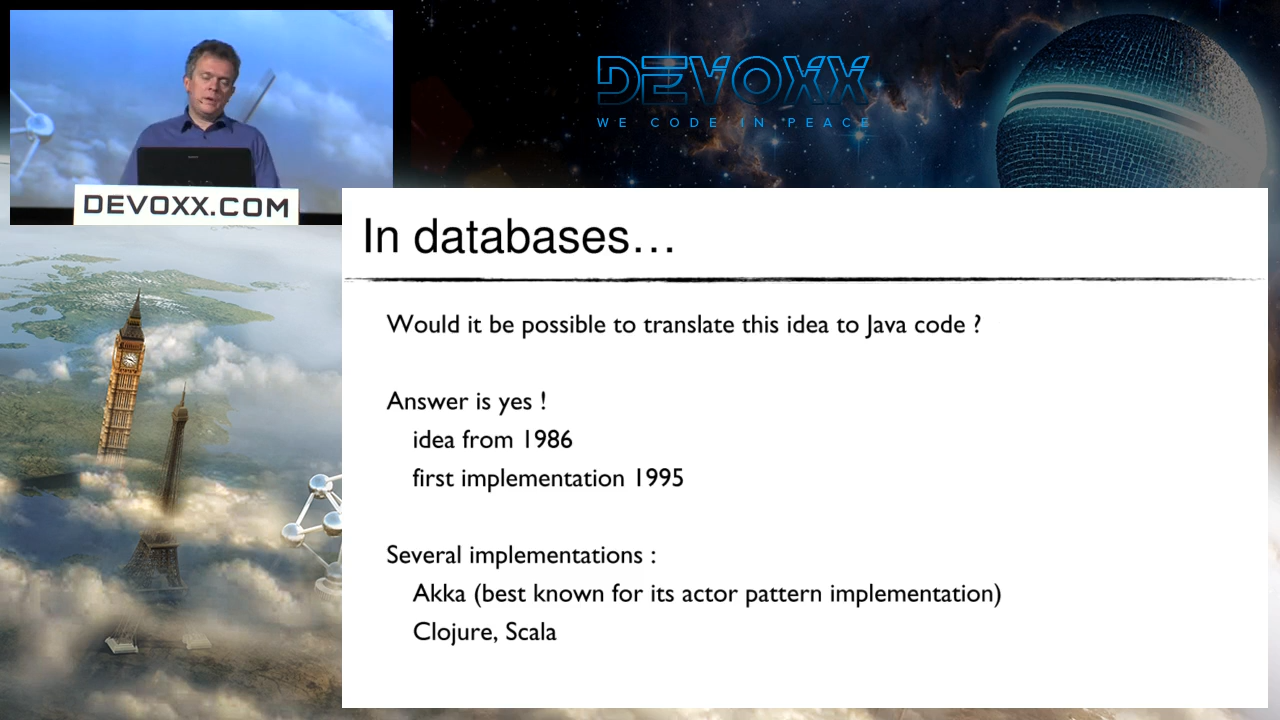 DEVOXX
WE CODE IN PEACE
DEVOXX.COM
In databases…
Would it be possible to translate this idea to Java code ?
Answer is yes !
idea from 1986
first implementation 1995
Several implementations :
Akka (best known for its actor pattern implementation)
Clojure, Scala